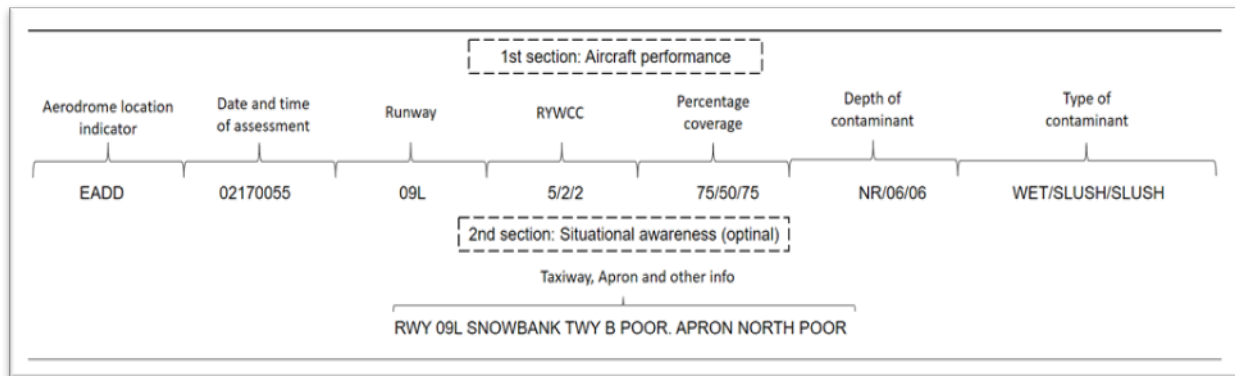 1st section: Aircraft performance
Aerodrome location indicator
Date and time of assessment
Runway
RYWCC
Percentage coverage
Depth of contaminant
Type of contaminant
EADD 02170055 09L 5/2/2 75/50/75 NR/06/06 WET/SLUSH/SLUSH
2nd section: Situational awareness (optinal)
Taxiway, Apron and other info
RWY 09L SNOWBANK TWY B POOR. APRON NORTH POOR